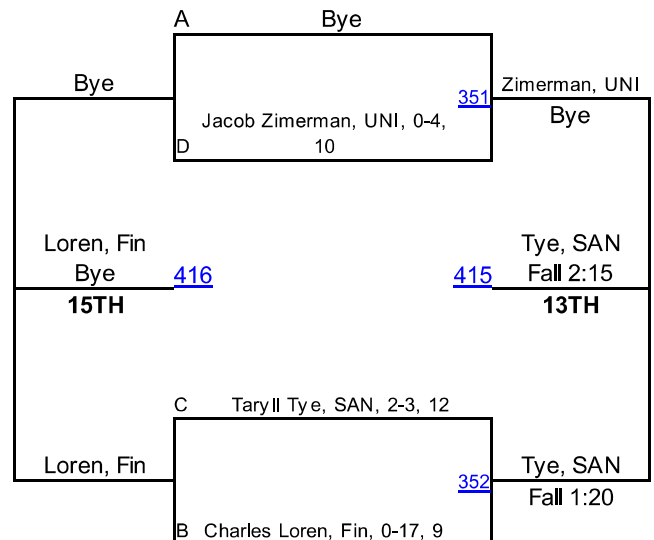 A Bye
Bye
351
Zimerman, UNI
Bye
Jacob Zimerman, UNI, 0-4,
D 10
Loren, Fin
Bye
416
15TH
Tye, SAN
415 Fall 2:15
13TH
C Taryll Tye, SAN, 2-3, 12
Loren, Fin
352
Tye, SAN
Fall 1:20
B Charles Loren, Fin, 0-17, 9